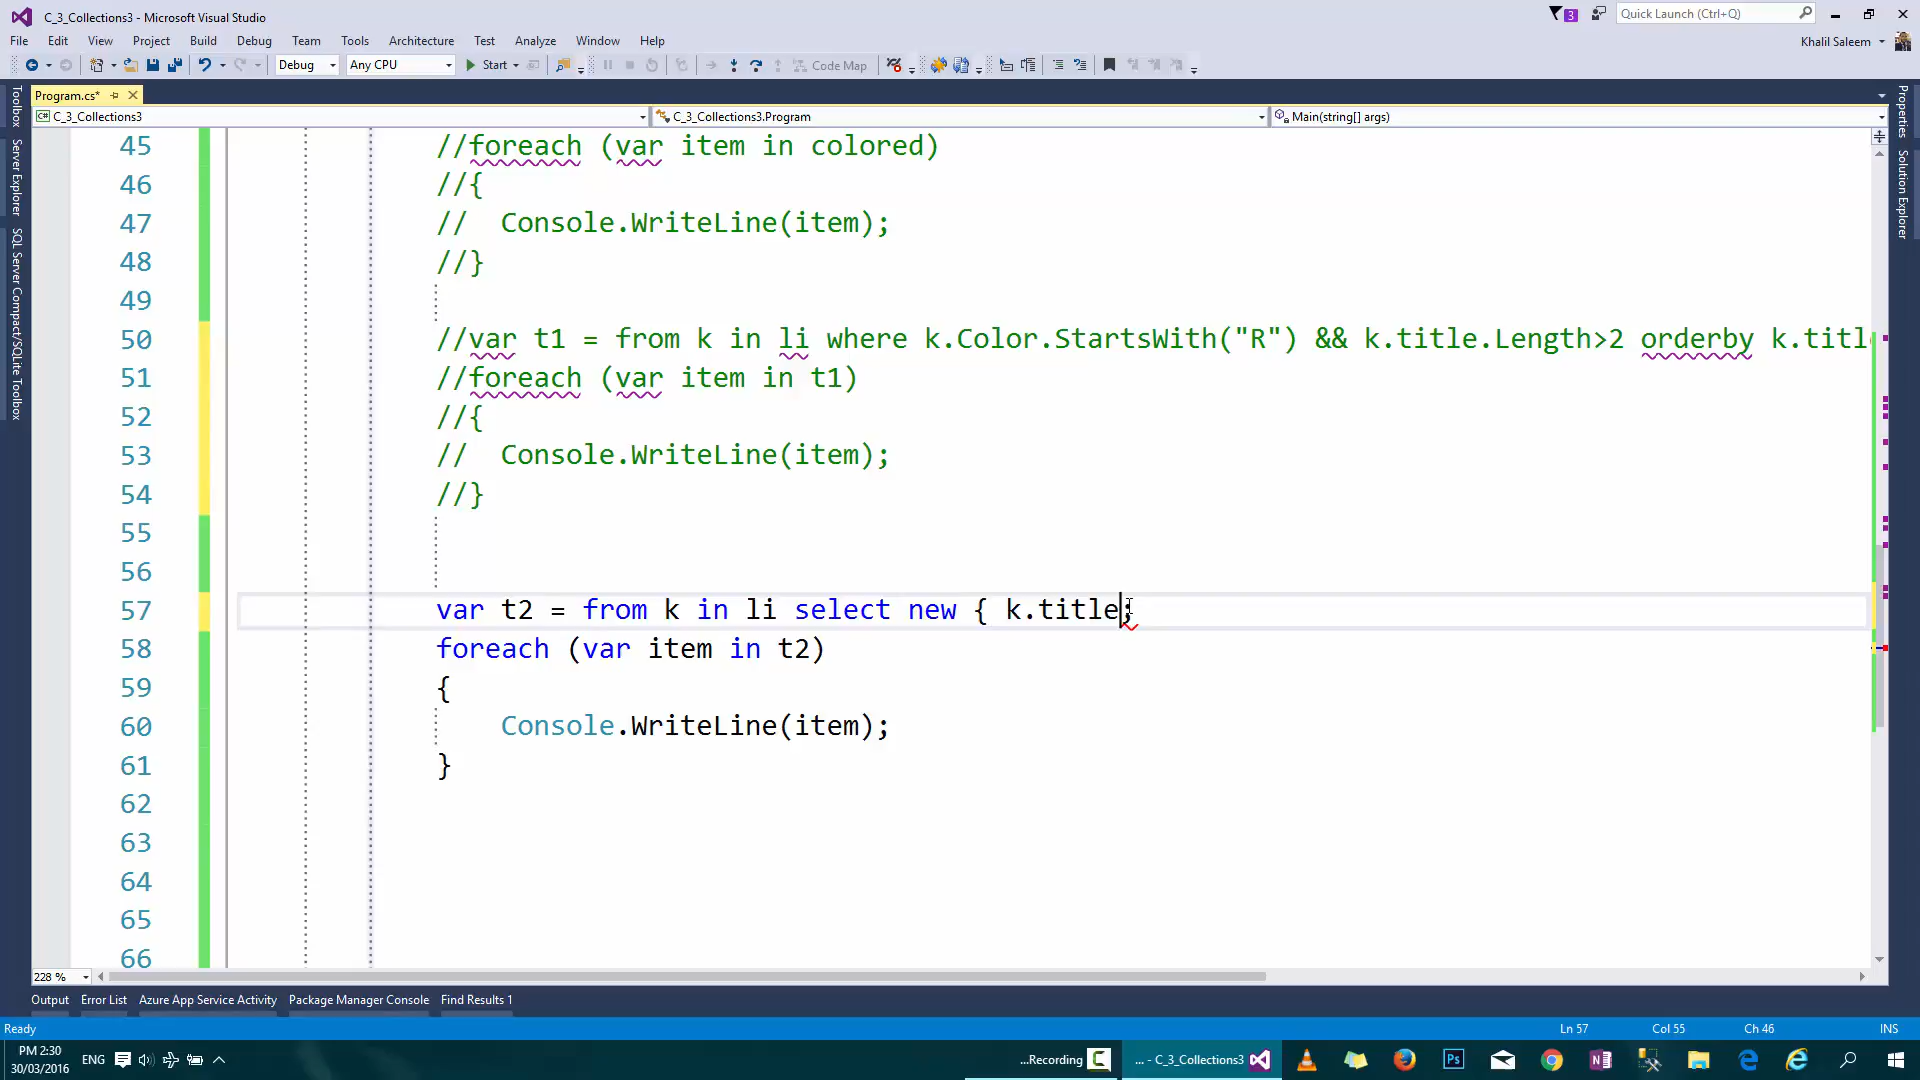 C_3_Collections3 - Microsoft Visual Studio
3
Quick Launch (Ctrl+Q)
File Edit View Project Build Debug Team Tools Architecture Test Analyze Window Help
Khalil Saleem
Debug Any CPU Start Code Map
Program.cs*
C_3_Collections3 C_3_Collections3.Program Main(string[] args)
Toolbox
Server Explorer
SQL Server Compact/SQLite Toolbox
Properties
Solution Explorer
45 //foreach (var item in colored)
46 //{
47 // Console.WriteLine(item);
48 //}
49
50 //var t1 = from k in li where k.Color.StartsWith("R") && k.title.Length>2 orderby k.titl
51 //foreach (var item in t1)
52 //{
53 // Console.WriteLine(item);
54 //}
55
56
57 var t2 = from k in li select new { k.title;
58 foreach (var item in t2)
59 {
60 Console.WriteLine(item);
61 }
62
63
64
65
66
228 %
Output Error List Azure App Service Activity Package Manager Console Find Results 1
Ready Ln 57 Col 55 Ch 46 INS
PM 2:30
30/03/2016
ENG
...Recording
... - C_3_Collections3